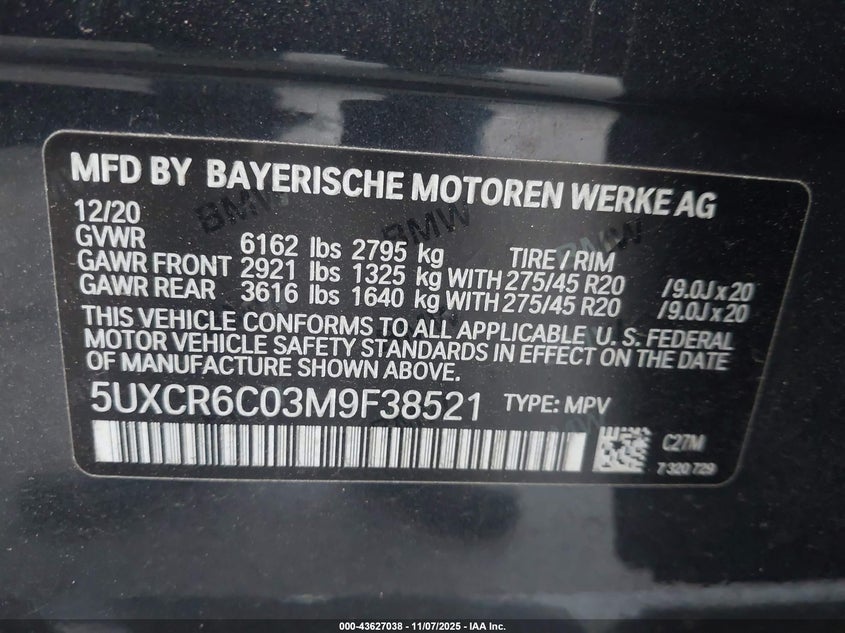 MFD BY BAYERISCHE MOTOREN WERKE AG
12/20
GVWR 6162 lbs 2795 kg TIRE / RIM
GAWR FRONT 2921 lbs 1325 kg WITH 275/45 R20 /9.0J x 20
GAWR REAR 3616 lbs 1640 kg WITH 275/45 R20 /9.0J x 20
THIS VEHICLE CONFORMS TO ALL APPLICABLE U. S. FEDERAL
MOTOR VEHICLE SAFETY STANDARDS IN EFFECT ON THE DATE
OF MANUFACTURE SHOWN ABOVE.
5UXCR6C03M9F38521 TYPE: MPV
C27M
7 320 729
BMW BMW BMW
000-43627038 - 11/07/2025 - IAA Inc.